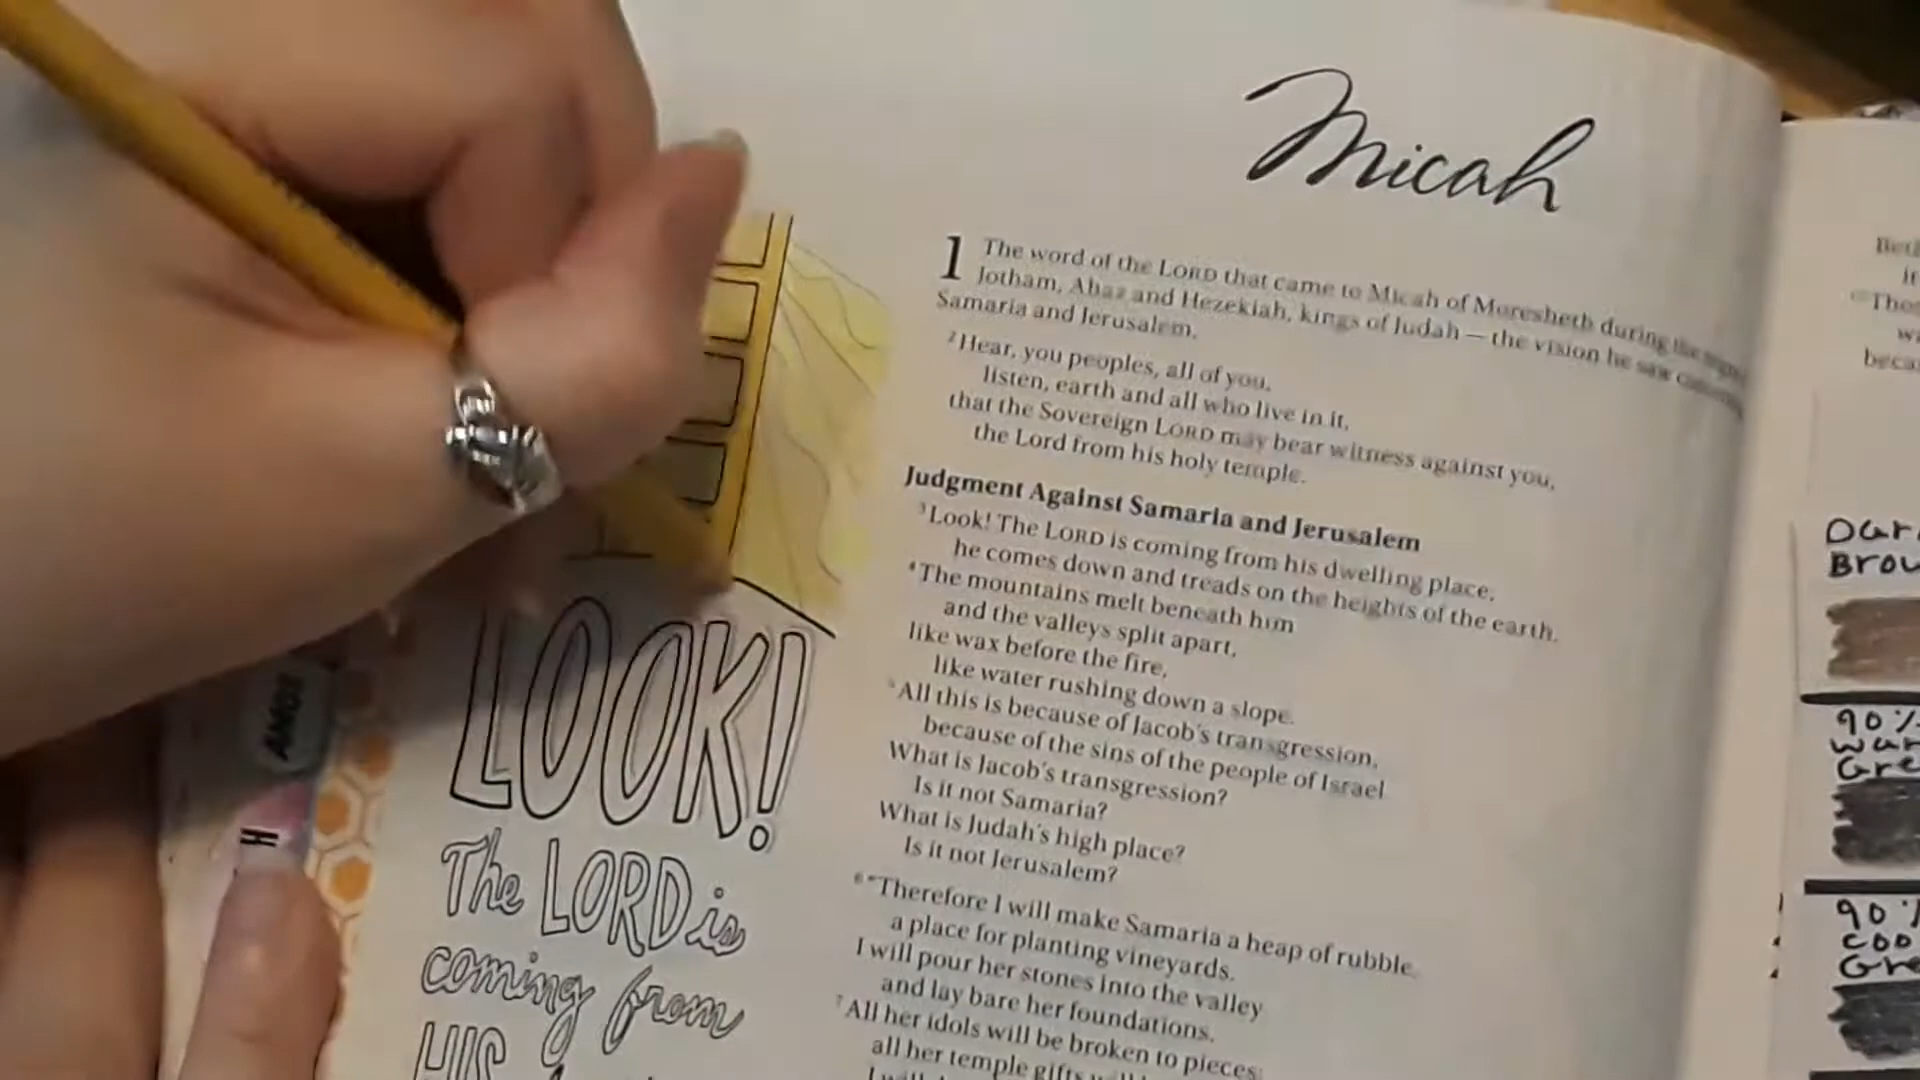 Micah
1 The word of the LORD that came to Micah of Moresheth during the
Jotham, Ahaz and Hezekiah, kings of Judah — the vision he saw
Samaria and Jerusalem.
2 Hear, you peoples, all of you,
listen, earth and all who live in it,
that the Sovereign LORD may bear witness against you,
the Lord from his holy temple.
Judgment Against Samaria and Jerusalem
3 Look! The LORD is coming from his dwelling place;
he comes down and treads on the heights of the earth.
4 The mountains melt beneath him
and the valleys split apart,
like wax before the fire,
like water rushing down a slope.
5 All this is because of Jacob's transgression,
because of the sins of the people of Israel
What is Jacob's transgression?
Is it not Samaria?
What is Judah's high place?
Is it not Jerusalem?
6 "Therefore I will make Samaria a heap of rubble,
a place for planting vineyards.
I will pour her stones into the valley
and lay bare her foundations.
7 All her idols will be broken to pieces;
all her temple gifts
I will
LOOK!
The LORD is
coming from
HIS
AMOS
H
Brow
90%
90%
coo